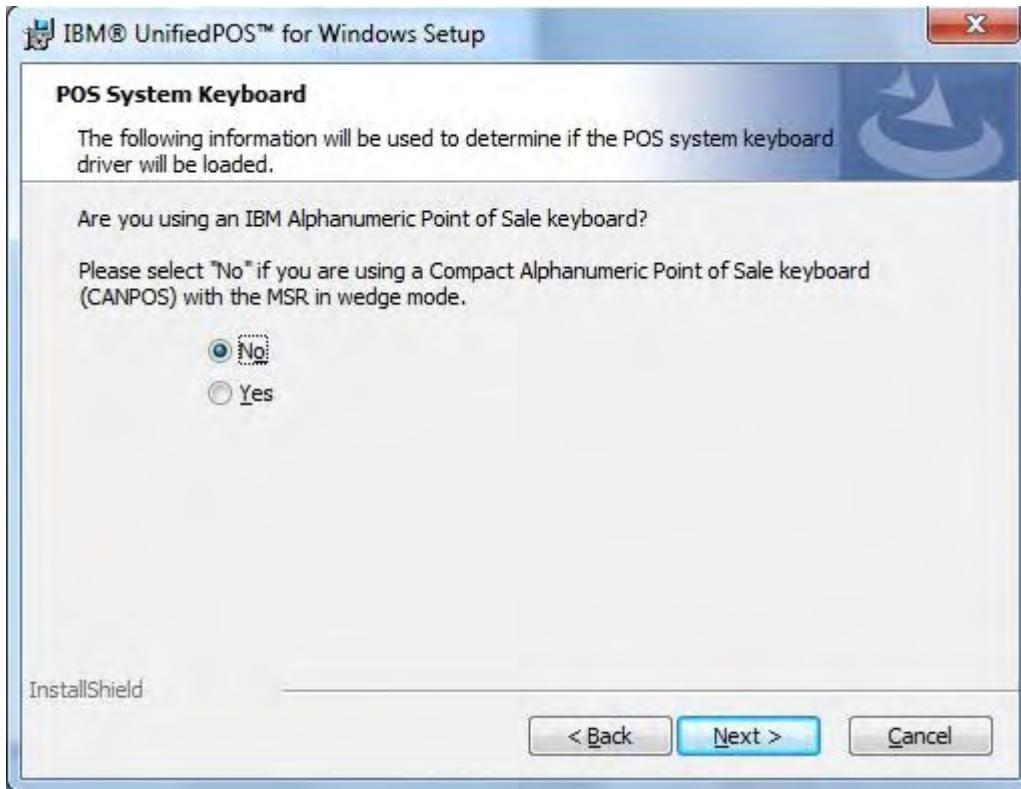 IBM® UnifiedPOS™ for Windows Setup
POS System Keyboard
The following information will be used to determine if the POS system keyboard
driver will be loaded.
Are you using an IBM Alphanumeric Point of Sale keyboard?
Please select "No" if you are using a Compact Alphanumeric Point of Sale keyboard
(CANPOS) with the MSR in wedge mode.
No
Yes
InstallShield
< Back Next > Cancel